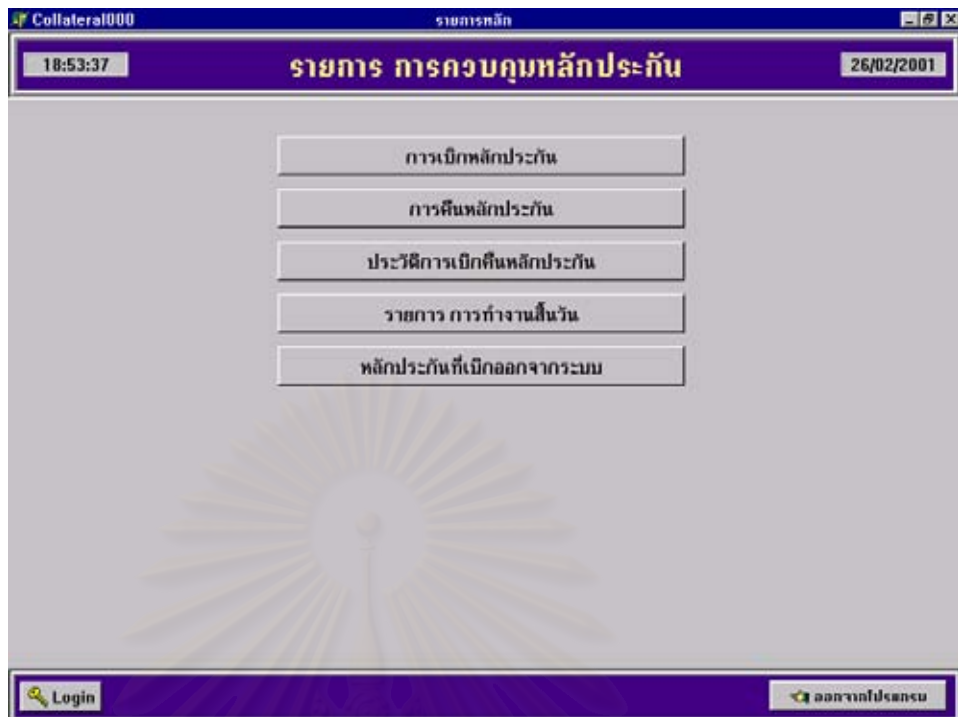 Collateral000
รายการหลัก
18:53:37
รายการ การควบคุมหลักประกัน
26/02/2001
การเบิกหลักประกัน
การคืนหลักประกัน
ประวัติการเบิกคืนหลักประกัน
รายการ การทำงานสิ้นวัน
หลักประกันที่เบิกออกจากระบบ
Login
ออกจากโปรแกรม